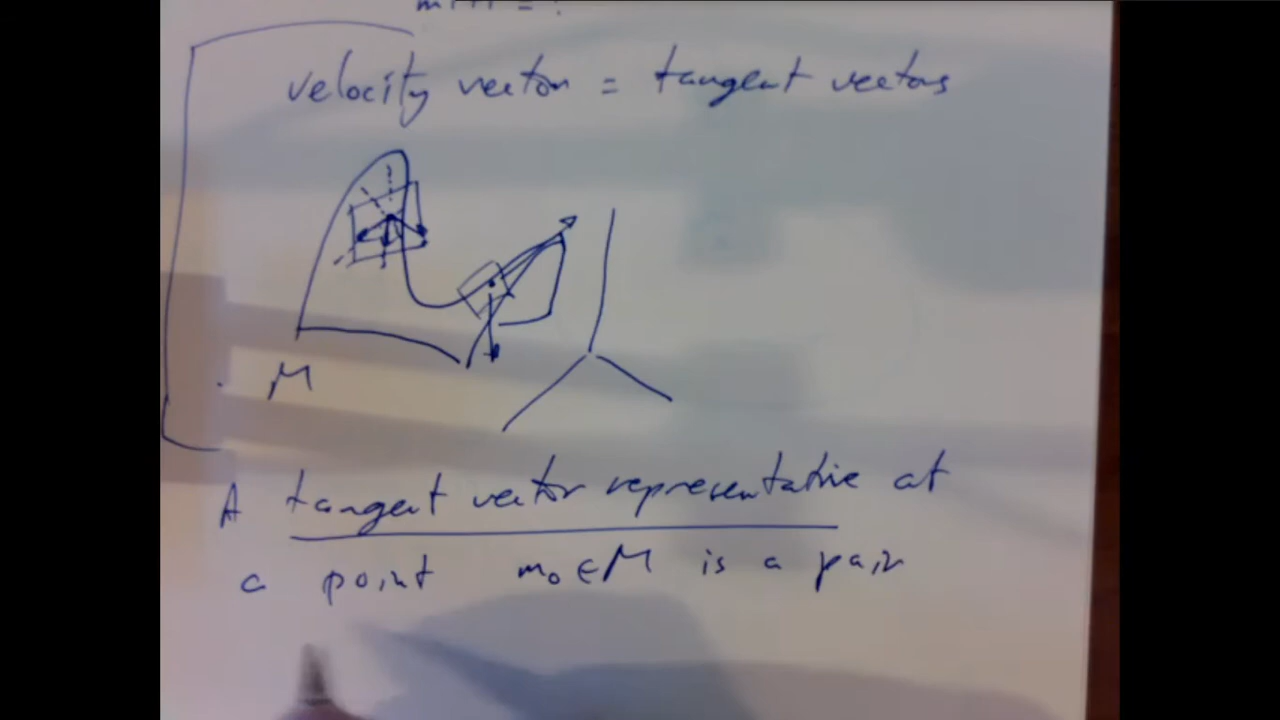 velocity vector = tangent vectors
M
A tangent vector representative at
a point m₀ ∈ M is a pair